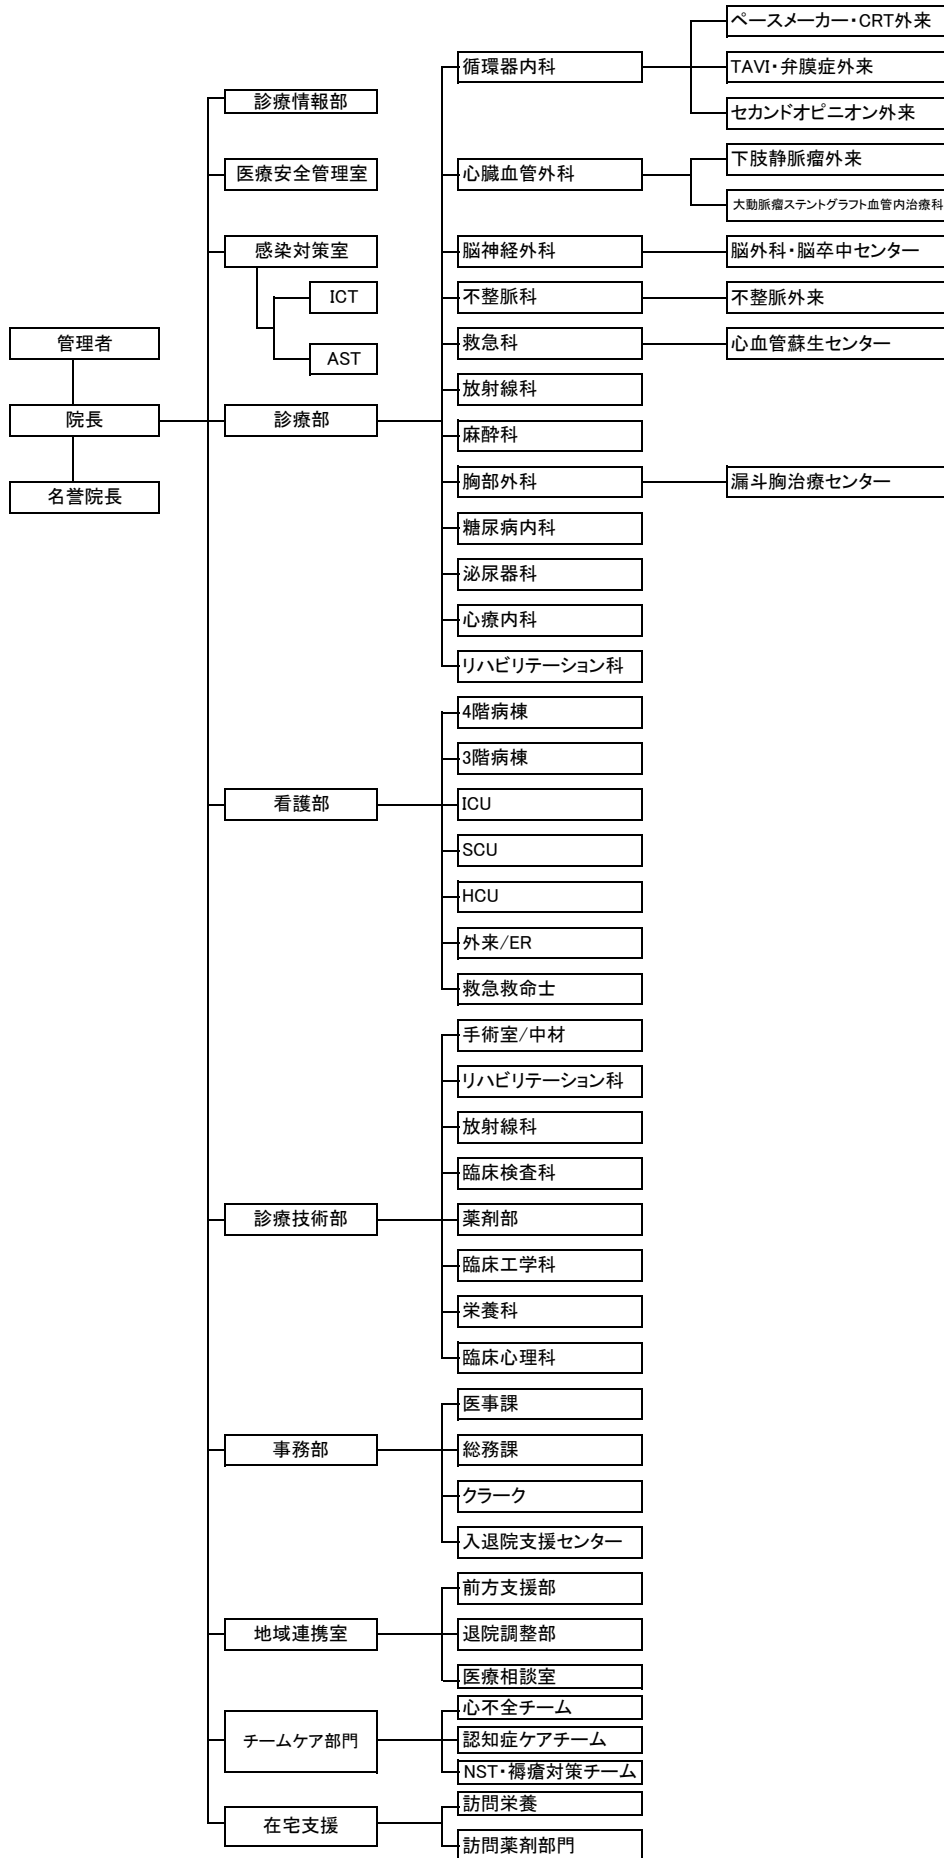 管理者
院長
名誉院長
診療情報部
医療安全管理室
感染対策室
ICT
AST
診療部
循環器内科
ペースメーカー・CRT外来
TAVI・弁膜症外来
セカンドオピニオン外来
心臓血管外科
下肢静脈瘤外来
大動脈瘤ステントグラフト血管内治療科
脳神経外科
脳外科・脳卒中センター
不整脈科
不整脈外来
救急科
心血管蘇生センター
放射線科
麻酔科
胸部外科
漏斗胸治療センター
糖尿病内科
泌尿器科
心療内科
リハビリテーション科
看護部
4階病棟
3階病棟
ICU
SCU
HCU
外来/ER
救急救命士
診療技術部
手術室/中材
リハビリテーション科
放射線科
臨床検査科
薬剤部
臨床工学科
栄養科
臨床心理科
事務部
医事課
総務課
クラーク
入退院支援センター
地域連携室
前方支援部
退院調整部
医療相談室
チームケア部門
心不全チーム
認知症ケアチーム
NST・褥瘡対策チーム
在宅支援
訪問栄養
訪問薬剤部門